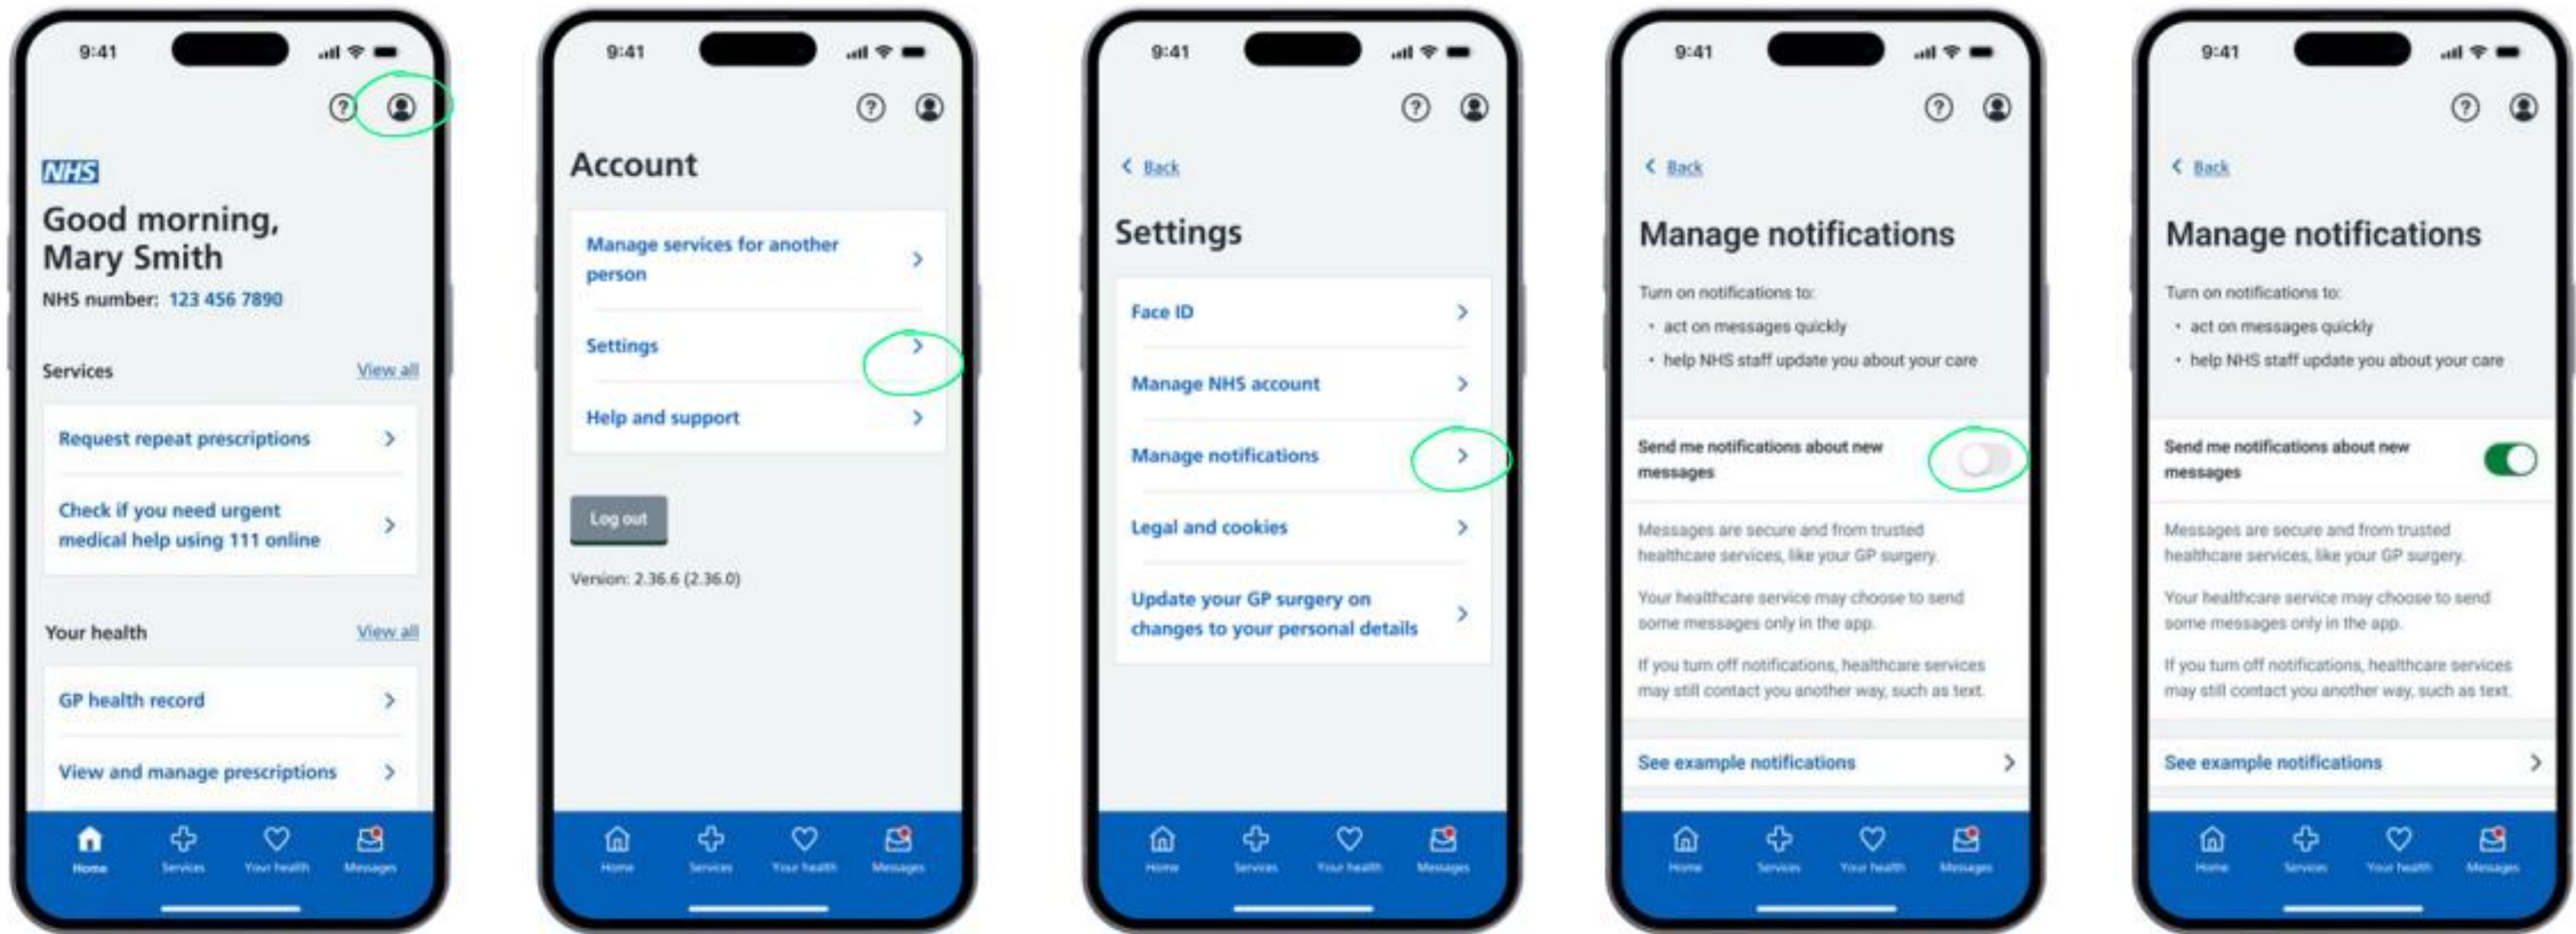 9:41
NHS
Good morning,
Mary Smith
NHS number: 123 456 7890
Services View all
Request repeat prescriptions
Check if you need urgent
medical help using 111 online
Your health View all
GP health record
View and manage prescriptions
Home Services Your health Messages
9:41
Account
Manage services for another
person
Settings
Help and support
Log out
Version: 2.36.6 (2.36.0)
Home Services Your health Messages
9:41
Back
Settings
Face ID
Manage NHS account
Manage notifications
Legal and cookies
Update your GP surgery on
changes to your personal details
Home Services Your health Messages
9:41
Back
Manage notifications
Turn on notifications to:
• act on messages quickly
• help NHS staff update you about your care
Send me notifications about new
messages
Messages are secure and from trusted
healthcare services, like your GP surgery.
Your healthcare service may choose to send
some messages only in the app.
If you turn off notifications, healthcare services
may still contact you another way, such as text.
See example notifications
Home Services Your health Messages
9:41
Back
Manage notifications
Turn on notifications to:
• act on messages quickly
• help NHS staff update you about your care
Send me notifications about new
messages
Messages are secure and from trusted
healthcare services, like your GP surgery.
Your healthcare service may choose to send
some messages only in the app.
If you turn off notifications, healthcare services
may still contact you another way, such as text.
See example notifications
Home Services Your health Messages